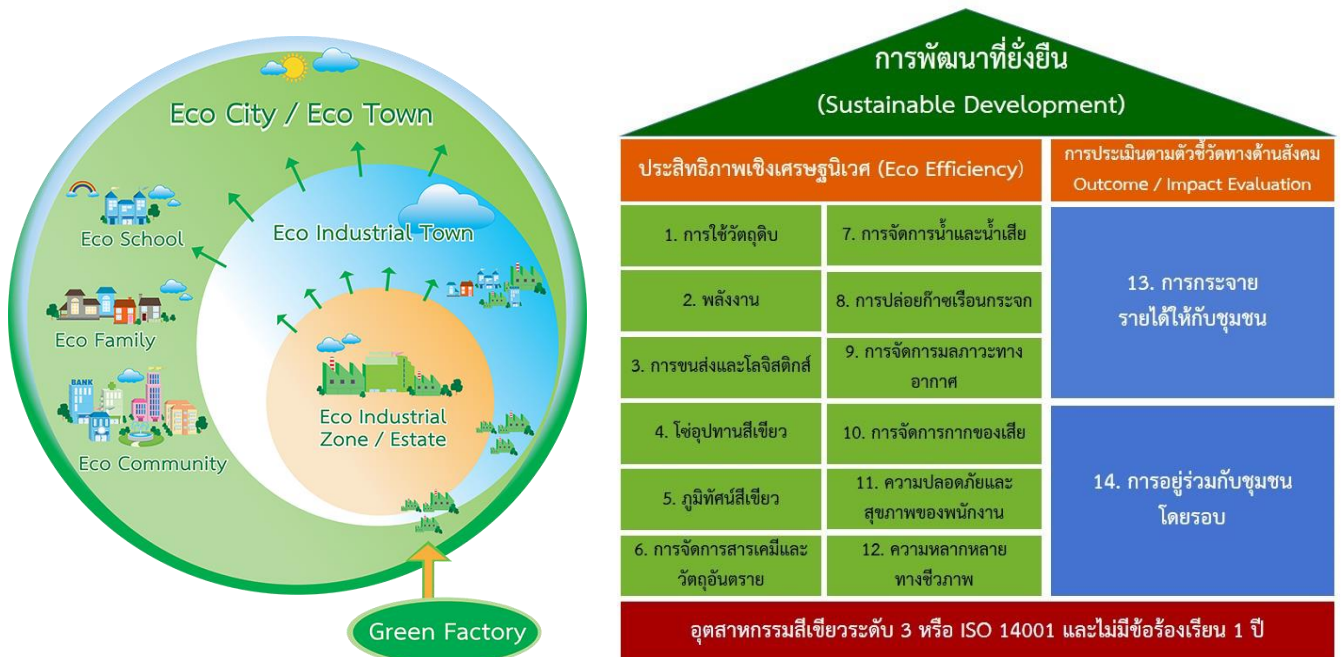 Eco City / Eco Town
Eco School
Eco Industrial Town
Eco Family
BANK
Eco Industrial
Zone / Estate
Eco Community
Green Factory
การพัฒนาที่ยั่งยืน
(Sustainable Development)
ประสิทธิภาพเชิงเศรษฐนิเวศ (Eco Efficiency)
การประเมินตามตัวชี้วัดทางด้านสังคม
Outcome / Impact Evaluation
1. การใช้วัตถุดิบ
2. พลังงาน
3. การขนส่งและโลจิสติกส์
4. โซ่อุปทานสีเขียว
5. ภูมิทัศน์สีเขียว
6. การจัดการสารเคมีและ
วัตถุอันตราย
7. การจัดการน้ำและน้ำเสีย
8. การปล่อยก๊าซเรือนกระจก
9. การจัดการมลภาวะทาง
อากาศ
10. การจัดการกากของเสีย
11. ความปลอดภัยและ
สุขภาพของพนักงาน
12. ความหลากหลาย
ทางชีวภาพ
13. การกระจาย
รายได้ให้กับชุมชน
14. การอยู่ร่วมกับชุมชน
โดยรอบ
อุตสาหกรรมสีเขียวระดับ 3 หรือ ISO 14001 และไม่มีข้อร้องเรียน 1 ปี